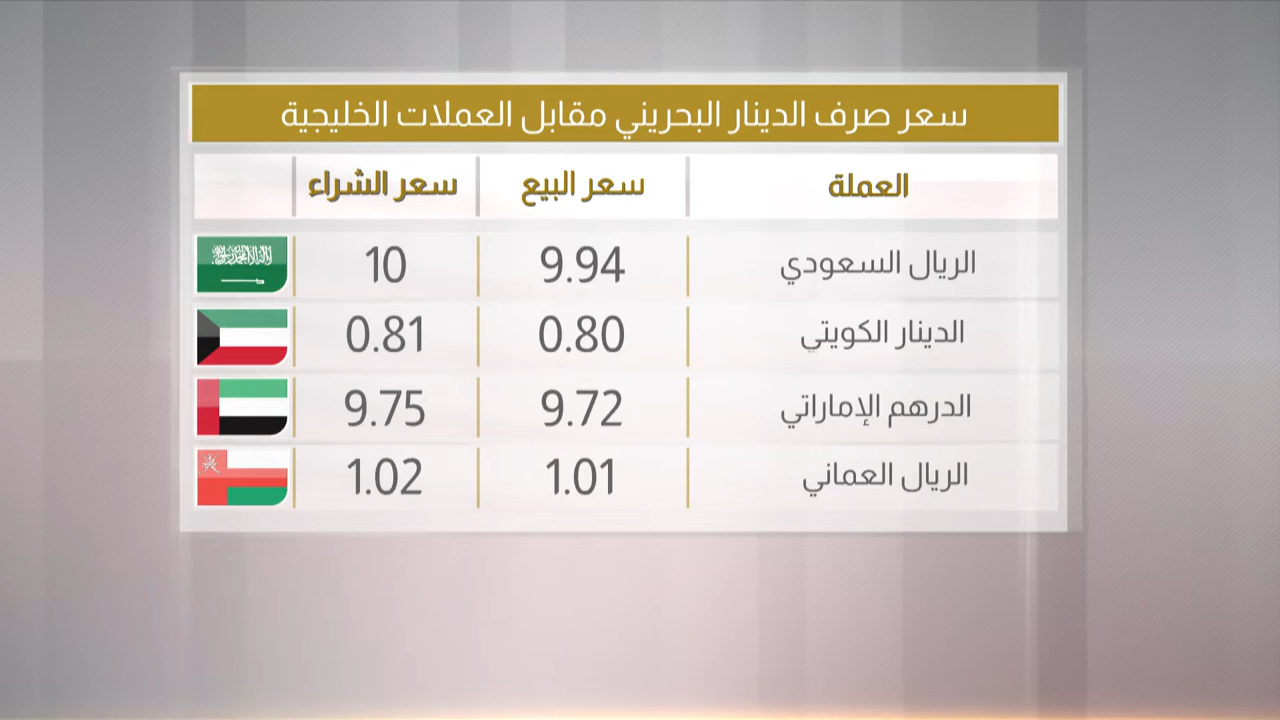 سعر صرف الدينار البحريني مقابل العملات الخليجية
العملة سعر البيع سعر الشراء
الريال السعودي 9.94 10
الدينار الكويتي 0.80 0.81
الدرهم الإماراتي 9.72 9.75
الريال العماني 1.01 1.02